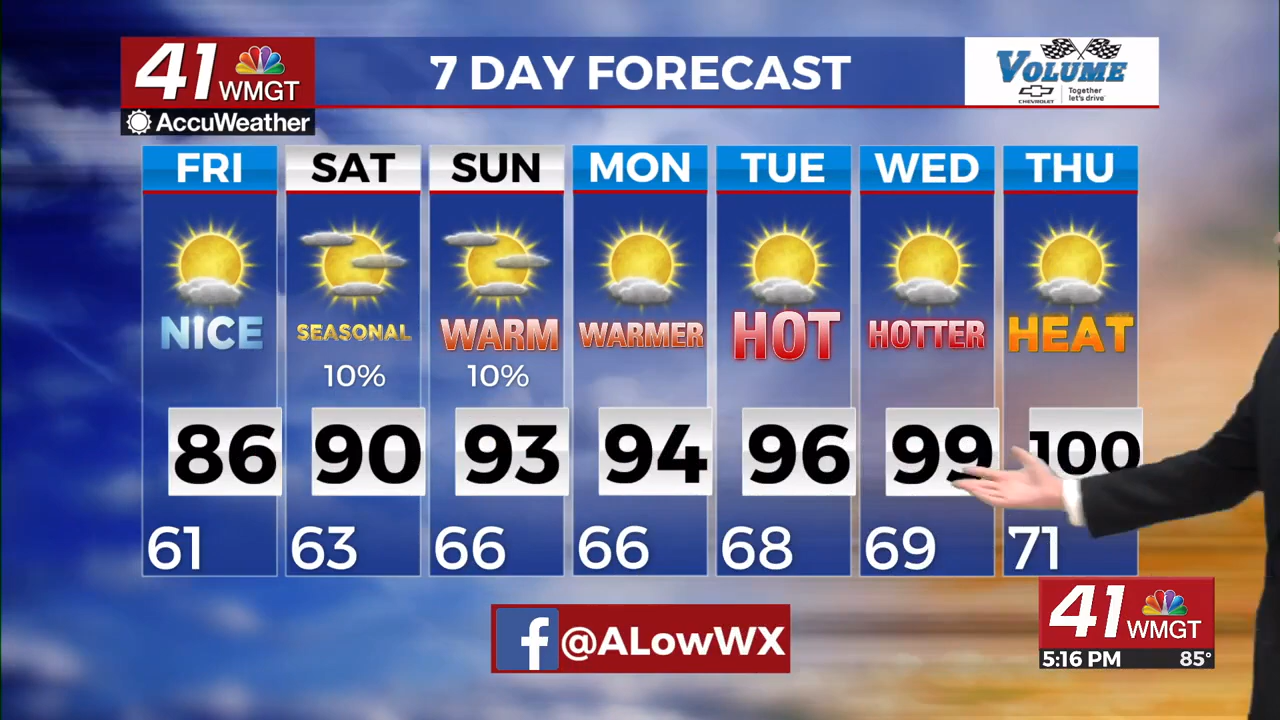 41 WMGT
AccuWeather
7 DAY FORECAST
VOLUME
CHEVROLET
Together
let's drive
FRI SAT SUN MON TUE WED THU
NICE SEASONAL WARM WARMER HOT HOTTER HEAT
10% 10%
86 90 93 94 96 99 100
61 63 66 66 68 69 71
f @ALowWX
41 WMGT
5:16 PM 85°